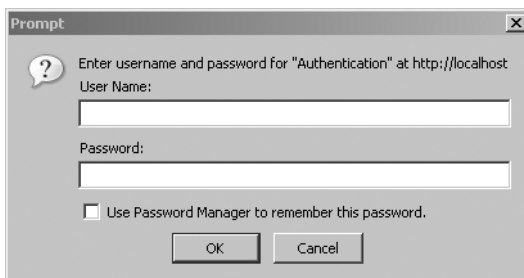 Prompt
Enter username and password for "Authentication" at http://localhost
User Name:
Password:
Use Password Manager to remember this password.
OK Cancel